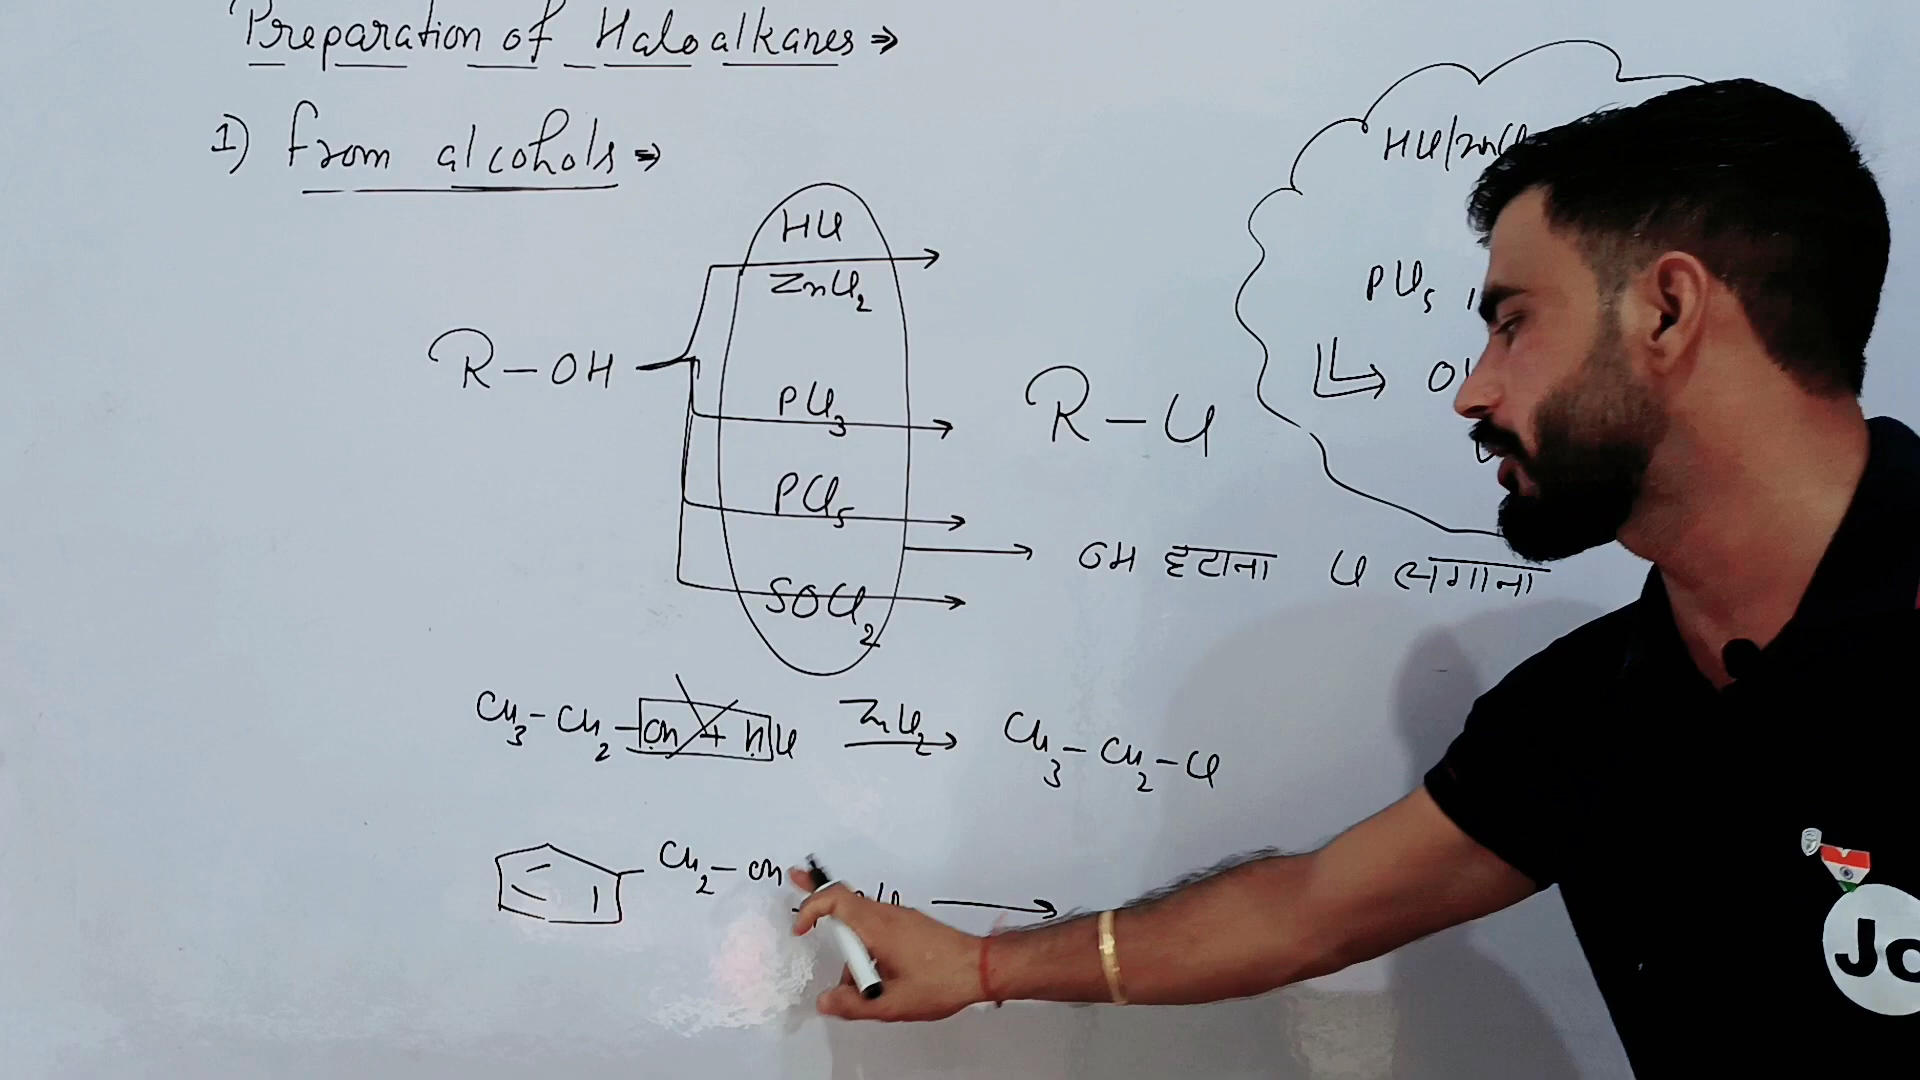 Preparation of Haloalkanes ⇒
1) from alcohols ⇒
HCl/ZnCl
HCl
ZnCl₂
PCl₅
R-OH
PCl₃
R-Cl
PCl₅
OH हटाना Cl लगाना
SOCl₂
CH₃-CH₂-OH + HCl ZnCl₂ → CH₃-CH₂-Cl
CH₂-OH
Jo